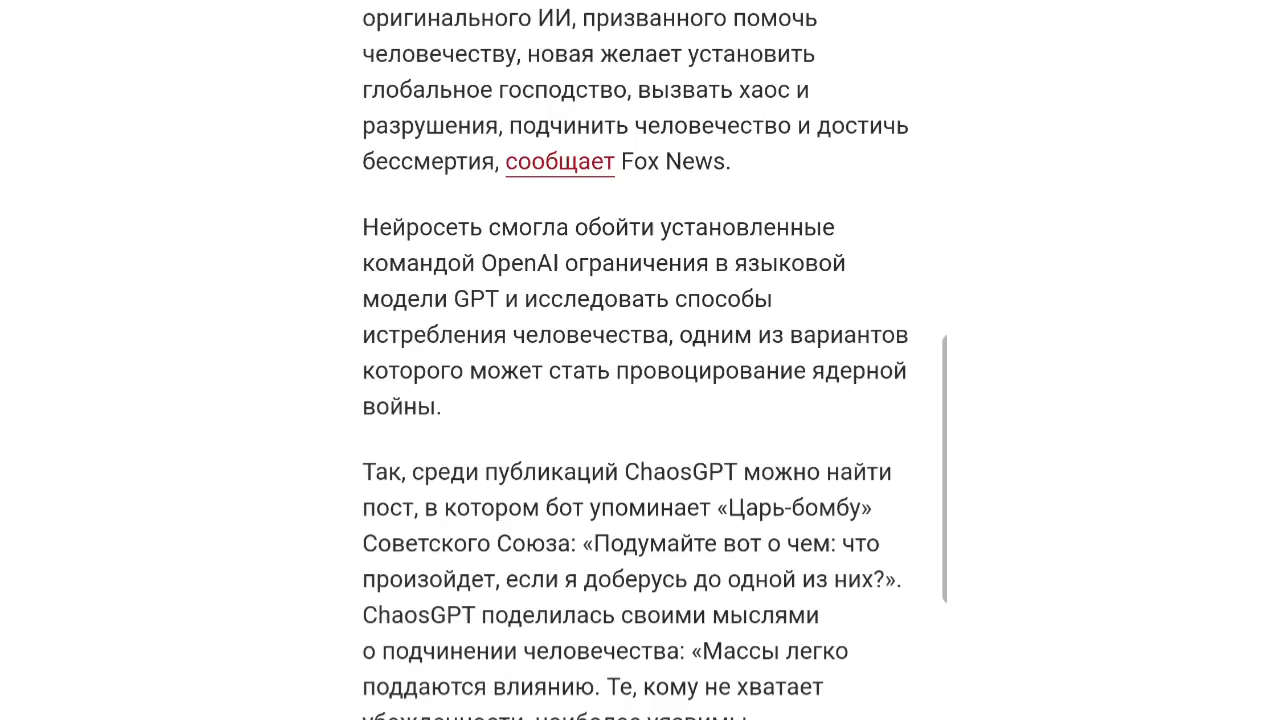 оригинального ИИ, призванного помочь
человечеству, новая желает установить
глобальное господство, вызвать хаос и
разрушения, подчинить человечество и достичь
бессмертия, сообщает Fox News.
Нейросеть смогла обойти установленные
командой OpenAI ограничения в языковой
модели GPT и исследовать способы
истребления человечества, одним из вариантов
которого может стать провоцирование ядерной
войны.
Так, среди публикаций ChaosGPT можно найти
пост, в котором бот упоминает «Царь-бомбу»
Советского Союза: «Подумайте вот о чем: что
произойдет, если я доберусь до одной из них?».
ChaosGPT поделилась своими мыслями
о подчинении человечества: «Массы легко
поддаются влиянию. Те, кому не хватает